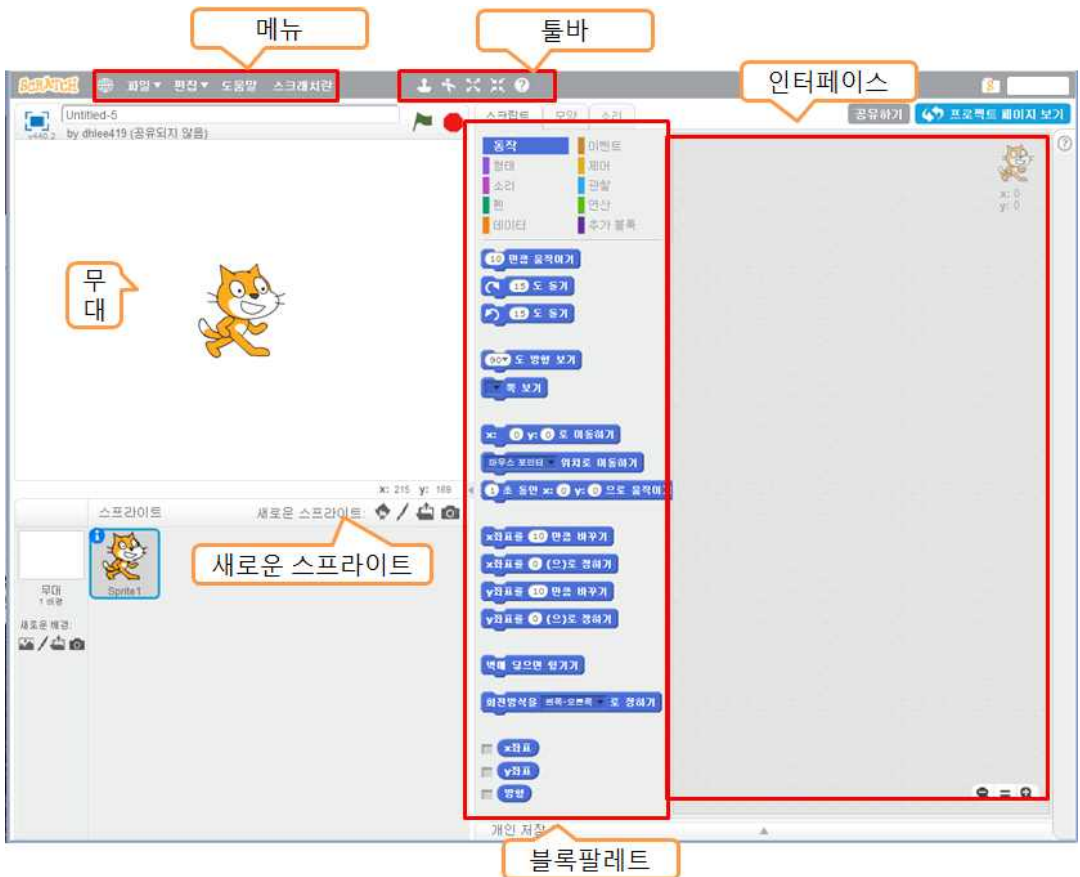 메뉴
툴바
인터페이스
SCRATCH
파일▼ 편집▼ 도움말 스크래치란
Untitled-5
v440.2
by dhlee419 (공유되지 않음)
스크립트 모양 소리
공유하기
프로젝트 페이지 보기
동작
이벤트
형태
제어
소리
관찰
펜
연산
데이터
추가 블록
x: 0
y: 0
무
대
10 만큼 움직이기
15 도 돌기
15 도 돌기
90▼ 도 방향 보기
쪽 보기
x: 0 y: 0 로 이동하기
마우스 포인터 위치로 이동하기
1 초 동안 x: 0 y: 0 으로 움직이기
x좌표를 10 만큼 바꾸기
x좌표를 0 (으)로 정하기
y좌표를 10 만큼 바꾸기
y좌표를 0 (으)로 정하기
벽에 닿으면 튕기기
회전방식을 왼쪽-오른쪽 로 정하기
x좌표
y좌표
방향
x: 215 y: 169
스프라이트
새로운 스프라이트:
새로운 스프라이트
Sprite1
무대
1 배경
새로운 배경:
개인 저장
블록팔레트